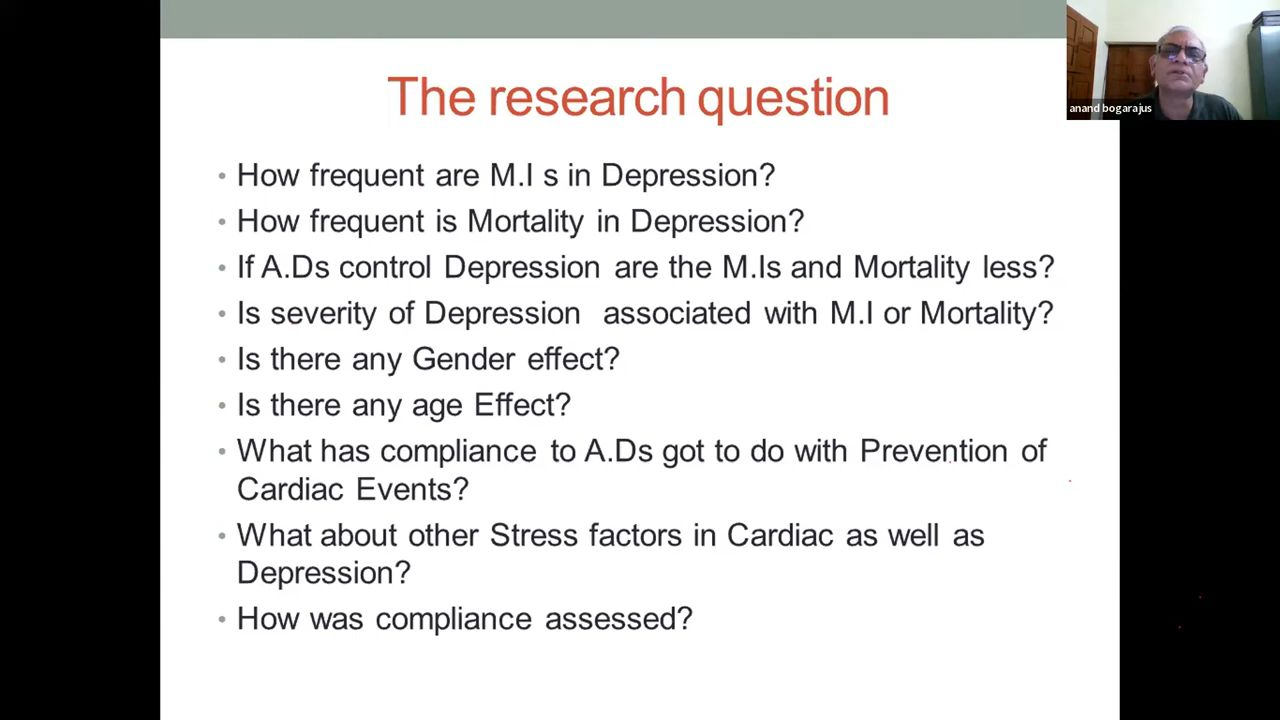 The research question
anand bogarajus
• How frequent are M.I s in Depression?
• How frequent is Mortality in Depression?
• If A.Ds control Depression are the M.Is and Mortality less?
• Is severity of Depression associated with M.I or Mortality?
• Is there any Gender effect?
• Is there any age Effect?
• What has compliance to A.Ds got to do with Prevention of
Cardiac Events?
• What about other Stress factors in Cardiac as well as
Depression?
• How was compliance assessed?